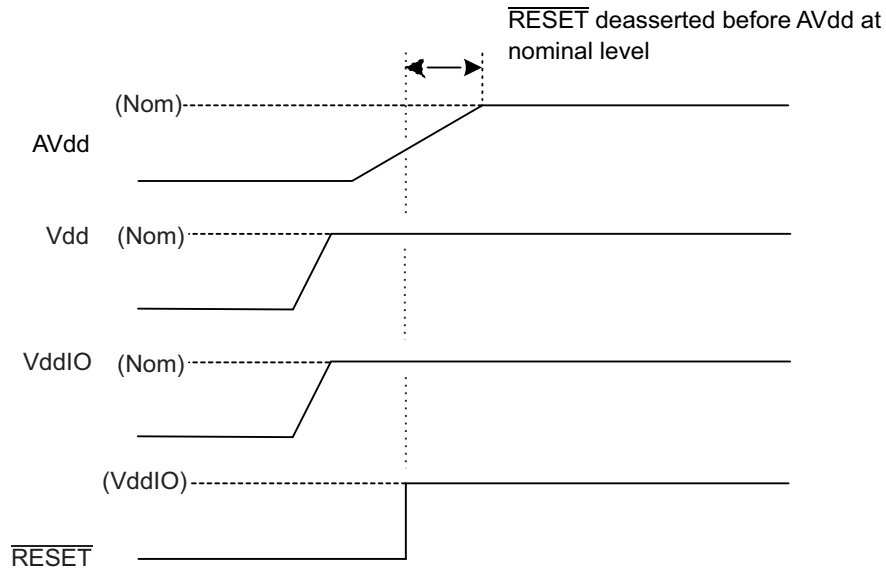 RESET deasserted before AVdd at
nominal level
(Nom)
AVdd
Vdd (Nom)
VddIO (Nom)
(VddIO)
RESET